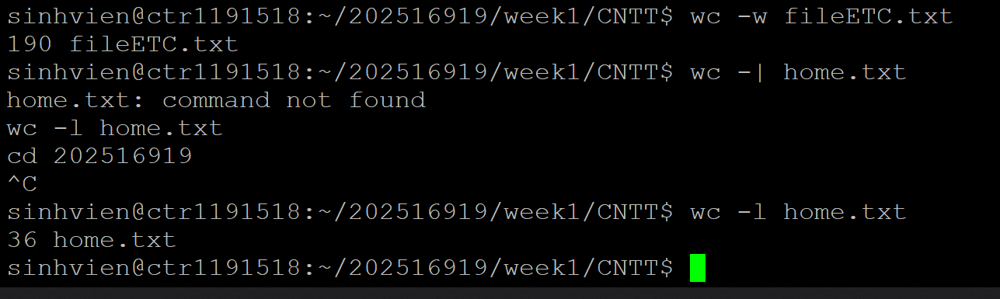 sinhvien@ctr1191518:~/202516919/week1/CNTT$ wc -w fileETC.txt
190 fileETC.txt
sinhvien@ctr1191518:~/202516919/week1/CNTT$ wc -| home.txt
home.txt: command not found
wc -l home.txt
cd 202516919
^C
sinhvien@ctr1191518:~/202516919/week1/CNTT$ wc -l home.txt
36 home.txt
sinhvien@ctr1191518:~/202516919/week1/CNTT$